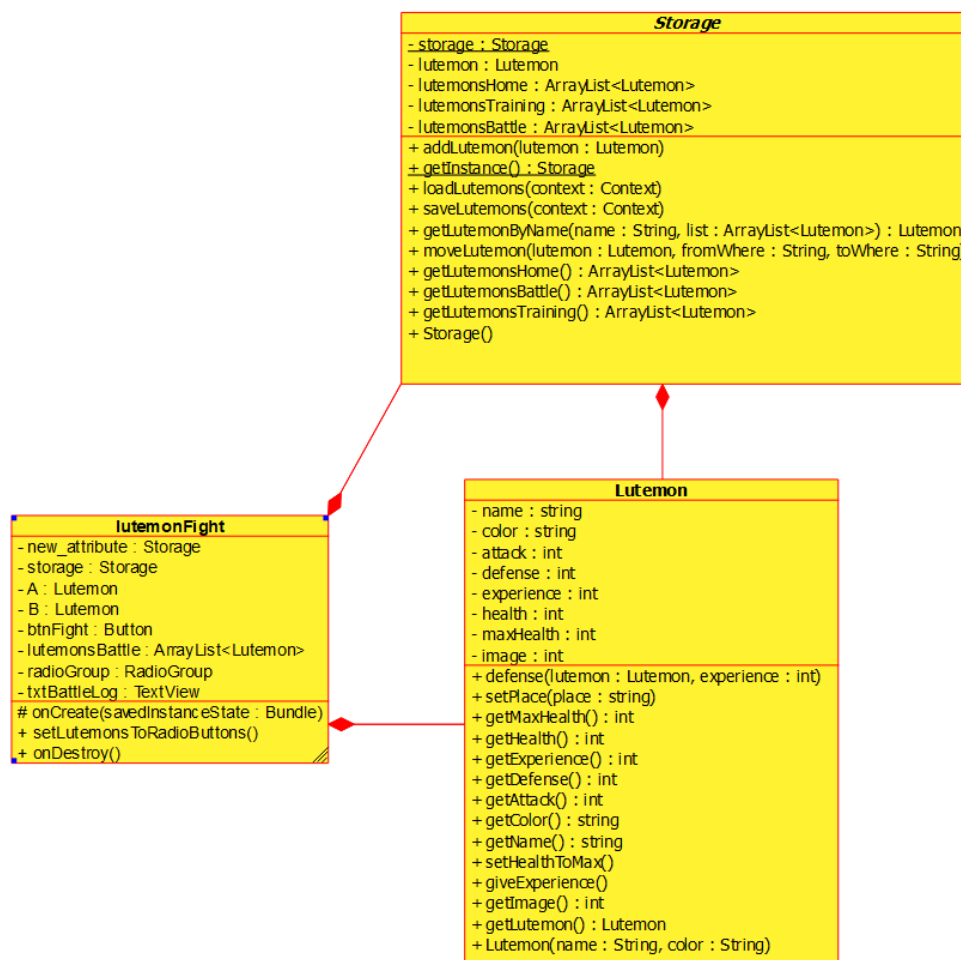 Storage
- storage : Storage
- lutemon : Lutemon
- lutemonsHome : ArrayList<Lutemon>
- lutemonsTraining : ArrayList<Lutemon>
- lutemonsBattle : ArrayList<Lutemon>
+ addLutemon(lutemon : Lutemon)
+ getInstance() : Storage
+ loadLutemons(context : Context)
+ saveLutemons(context : Context)
+ getLutemonByName(name : String, list : ArrayList<Lutemon>) : Lutemon
+ moveLutemon(lutemon : Lutemon, fromWhere : String, toWhere : String)
+ getLutemonsHome() : ArrayList<Lutemon>
+ getLutemonsBattle() : ArrayList<Lutemon>
+ getLutemonsTraining() : ArrayList<Lutemon>
+ Storage()
lutemonFight
- new_attribute : Storage
- storage : Storage
- A : Lutemon
- B : Lutemon
- btnFight : Button
- lutemonsBattle : ArrayList<Lutemon>
- radioGroup : RadioGroup
- txtBattleLog : TextView
# onCreate(savedInstanceState : Bundle)
+ setLutemonsToRadioButtons()
+ onDestroy()
Lutemon
- name : string
- color : string
- attack : int
- defense : int
- experience : int
- health : int
- maxHealth : int
- image : int
+ defense(lutemon : Lutemon, experience : int)
+ setPlace(place : string)
+ getMaxHealth() : int
+ getHealth() : int
+ getExperience() : int
+ getDefense() : int
+ getAttack() : int
+ getColor() : string
+ getName() : string
+ setHealthToMax()
+ giveExperience()
+ getImage() : int
+ getLutemon() : Lutemon
+ Lutemon(name : String, color : String)